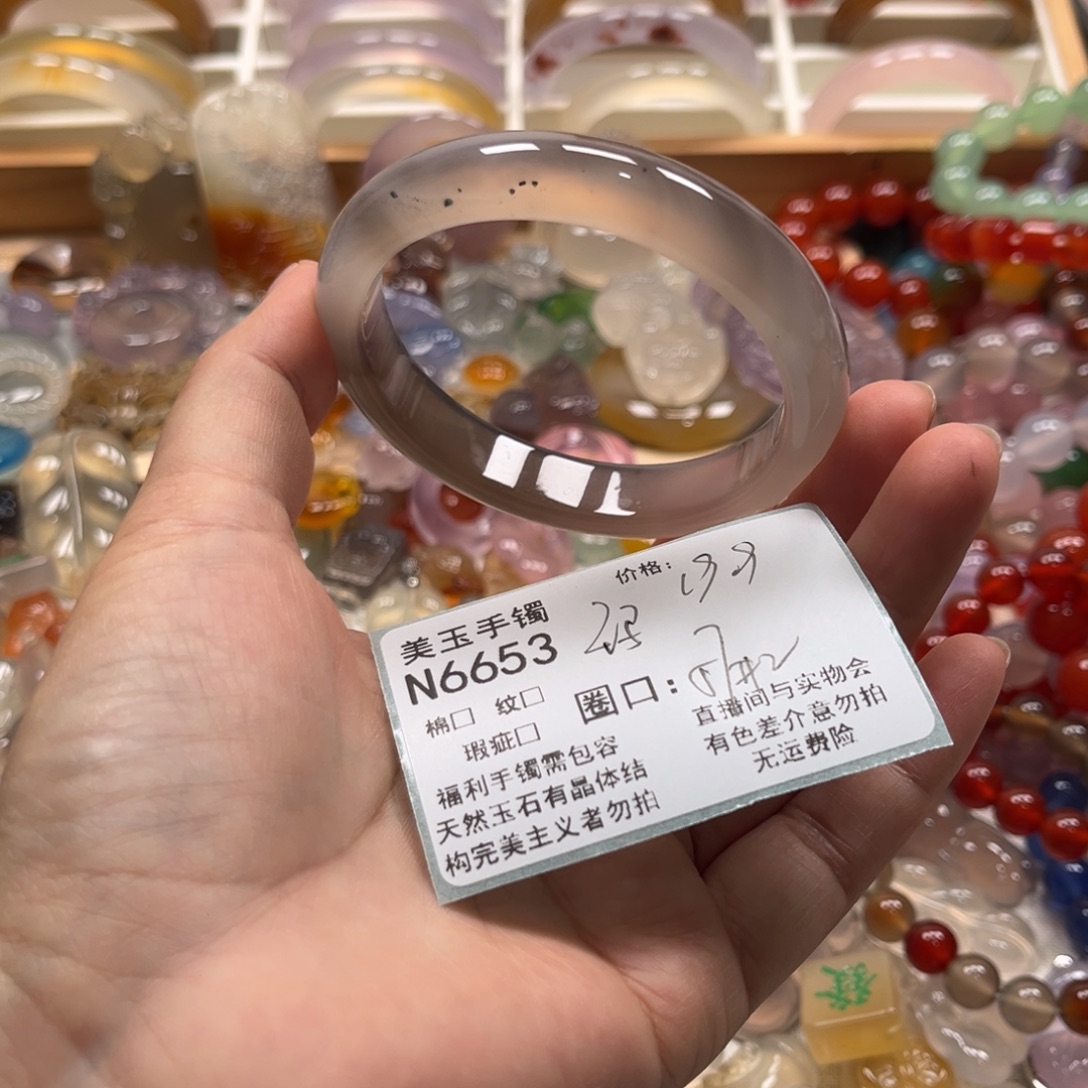 价格: 199
美玉手镯
N6653
圈口:
棉□ 纹□
瑕疵□
福利手镯需包容
天然玉石有晶体结
构完美主义者勿拍
直播间与实物会
有色差介意勿拍
无运费险
發